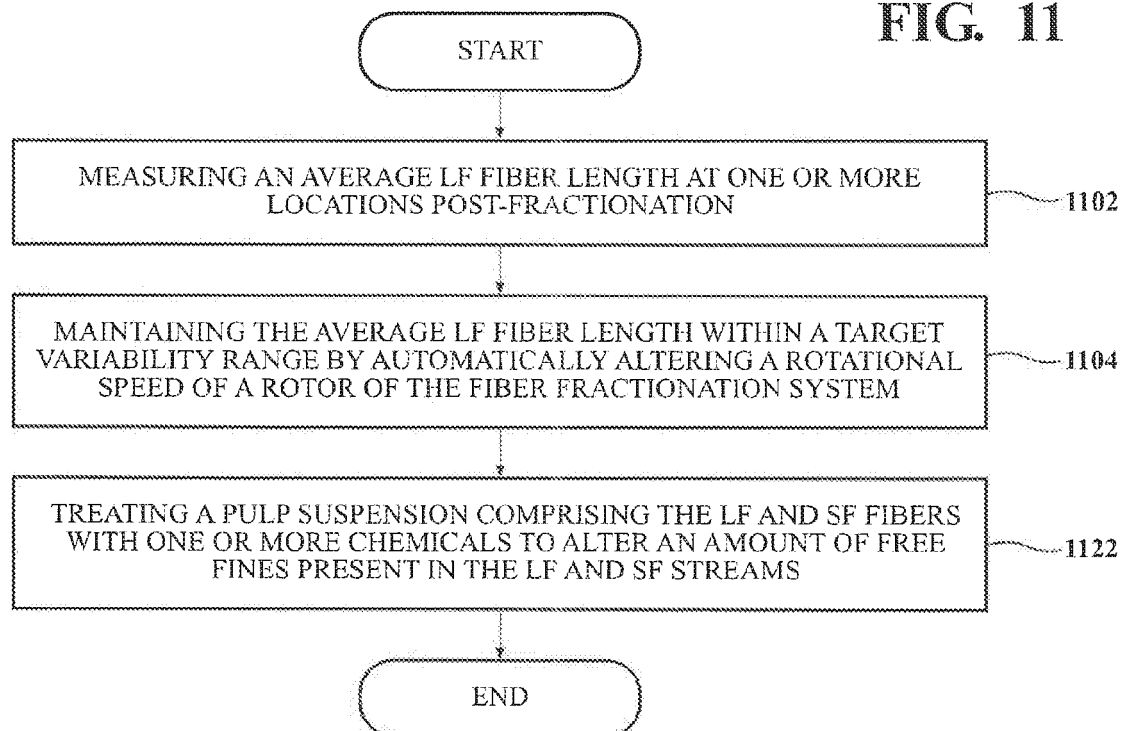 FIG. 11
START
MEASURING AN AVERAGE LF FIBER LENGTH AT ONE OR MORE
LOCATIONS POST-FRACTIONATION
1102
MAINTAINING THE AVERAGE LF FIBER LENGTH WITHIN A TARGET
VARIABILITY RANGE BY AUTOMATICALLY ALTERING A ROTATIONAL
SPEED OF A ROTOR OF THE FIBER FRACTIONATION SYSTEM
1104
TREATING A PULP SUSPENSION COMPRISING THE LF AND SF FIBERS
WITH ONE OR MORE CHEMICALS TO ALTER AN AMOUNT OF FREE
FINES PRESENT IN THE LF AND SF STREAMS
1122
END